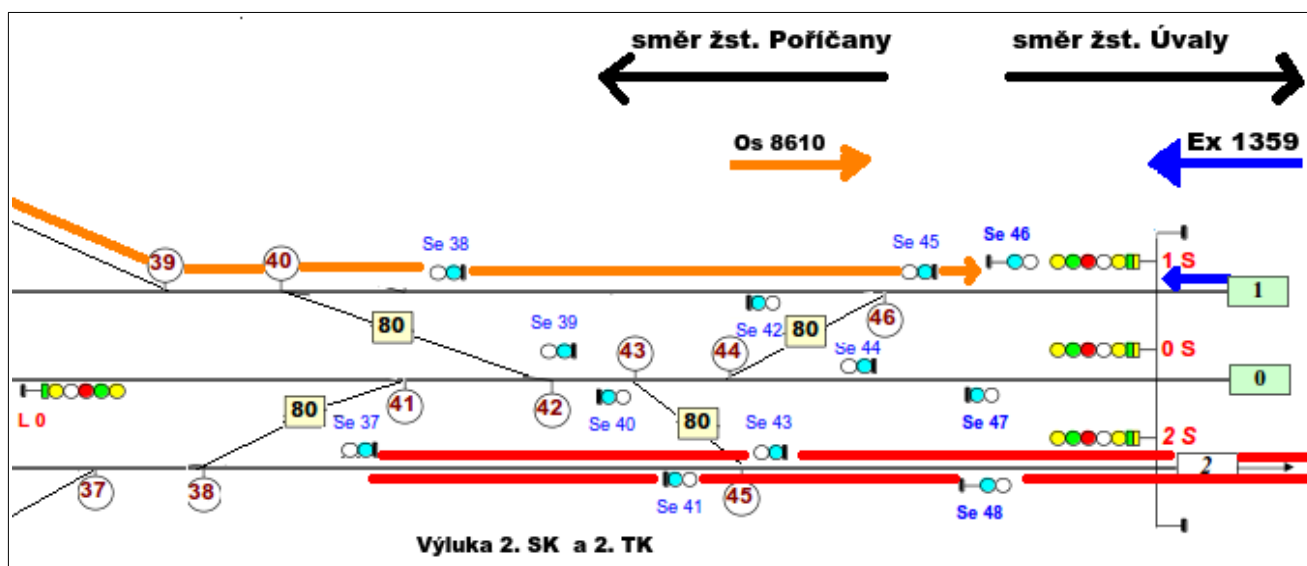 směr žst. Poříčany
směr žst. Úvaly
Os 8610
Ex 1359
Se 38
Se 45
Se 46
39
40
1 S
1
80
Se 39
43
44
Se 42
80
46
Se 44
0 S
0
L 0
80
41
42
Se 40
80
Se 47
Se 37
Se 43
2 S
2
37
38
Se 41
45
Se 48
Výluka 2. SK a 2. TK